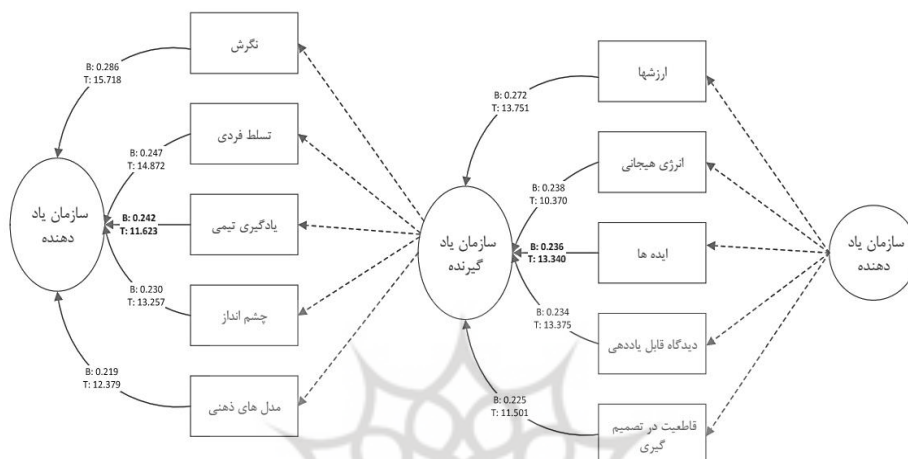 سازمان یاد
دهنده
ارزشها
انرژی هیجانی
ایده ها
دیدگاه قابل یاددهی
قاطعیت در تصمیم
گیری
B: 0.272
T: 13.751
B: 0.238
T: 10.370
B: 0.236
T: 13.340
B: 0.234
T: 13.375
B: 0.225
T: 11.501
سازمان یاد
گیرنده
نگرش
تسلط فردی
یادگیری تیمی
چشم انداز
مدل های ذهنی
B: 0.286
T: 15.718
B: 0.247
T: 14.872
B: 0.242
T: 11.623
B: 0.230
T: 13.257
B: 0.219
T: 12.379
سازمان یاد
دهنده